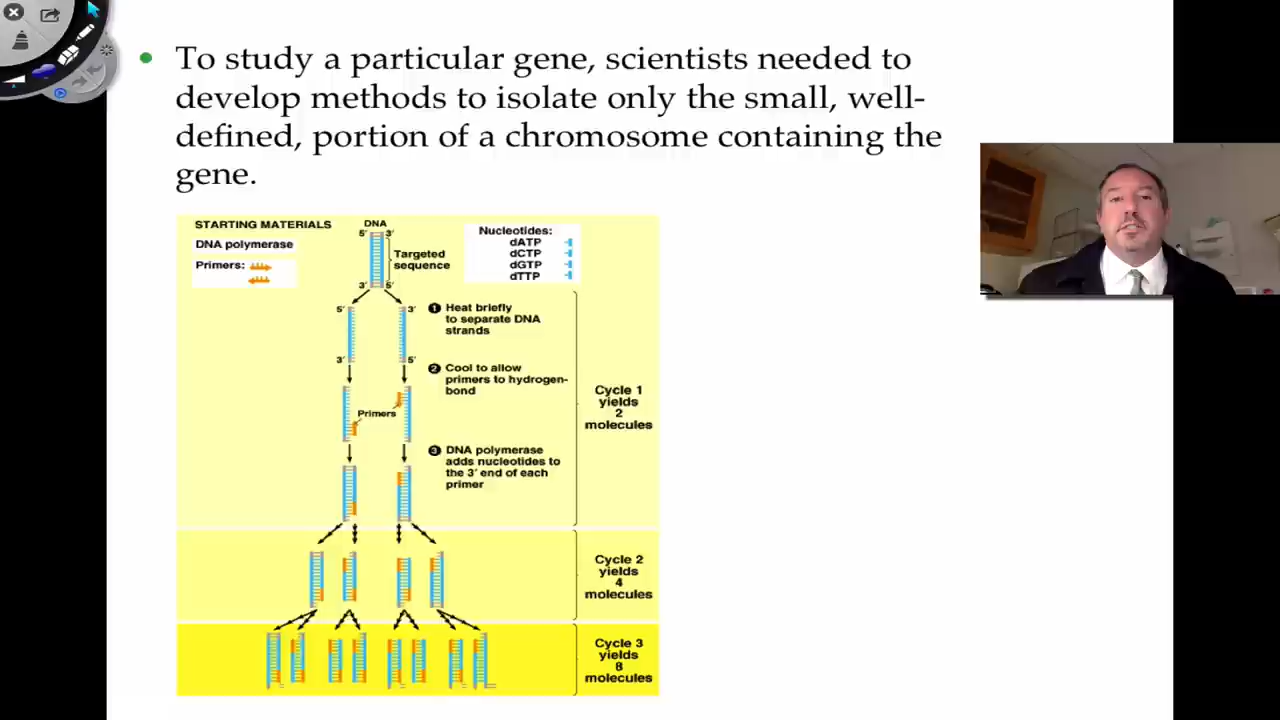 To study a particular gene, scientists needed to
develop methods to isolate only the small, well-
defined, portion of a chromosome containing the
gene.
STARTING MATERIALS
DNA polymerase
Primers:
DNA
5′ 3′
Targeted
sequence
3′ 5′
Nucleotides:
dATP
dCTP
dGTP
dTTP
5′ 3′
3′ 5′
1 Heat briefly
to separate DNA
strands
2 Cool to allow
primers to hydrogen-
bond
Primers
3 DNA polymerase
adds nucleotides to
the 3′ end of each
primer
Cycle 1
yields
2
molecules
Cycle 2
yields
4
molecules
Cycle 3
yields
8
molecules